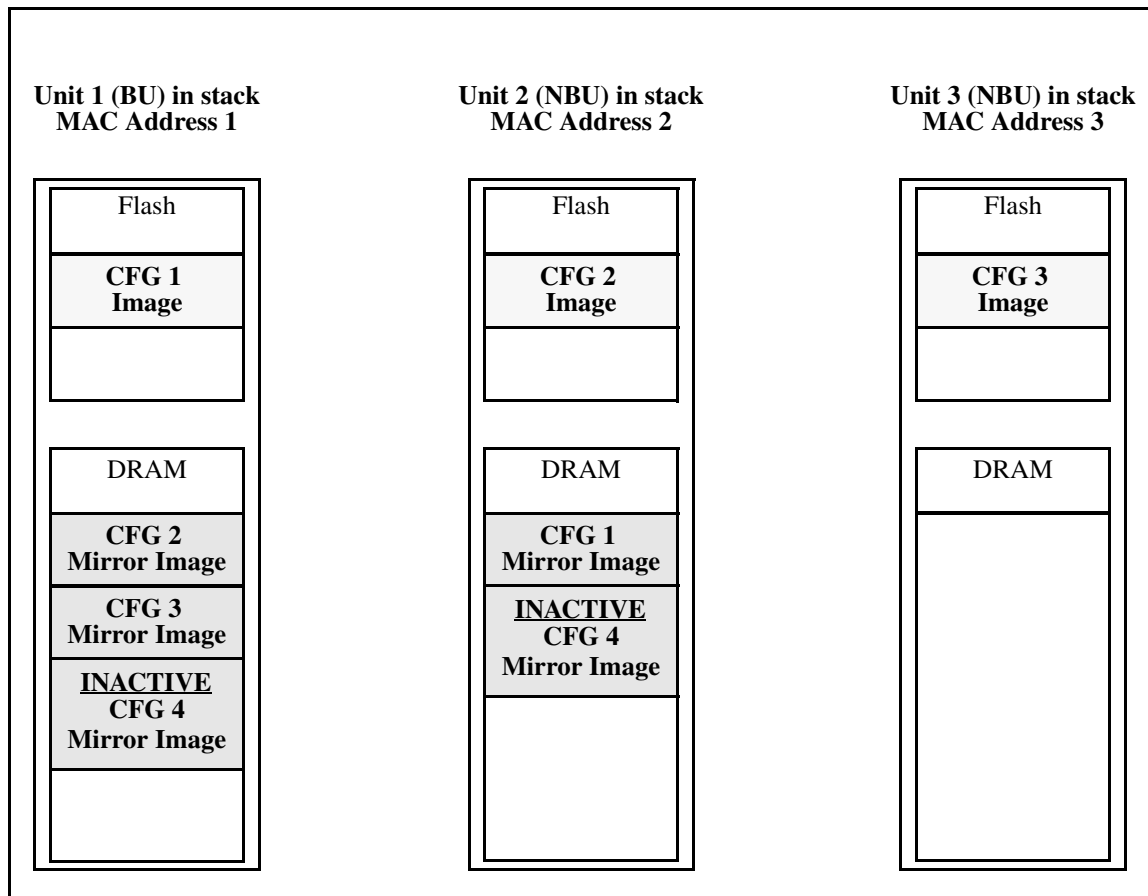 Unit 1 (BU) in stack
MAC Address 1
Unit 2 (NBU) in stack
MAC Address 2
Unit 3 (NBU) in stack
MAC Address 3
Flash
CFG 1
Image
DRAM
CFG 2
Mirror Image
CFG 3
Mirror Image
INACTIVE
CFG 4
Mirror Image
Flash
CFG 2
Image
DRAM
CFG 1
Mirror Image
INACTIVE
CFG 4
Mirror Image
Flash
CFG 3
Image
DRAM